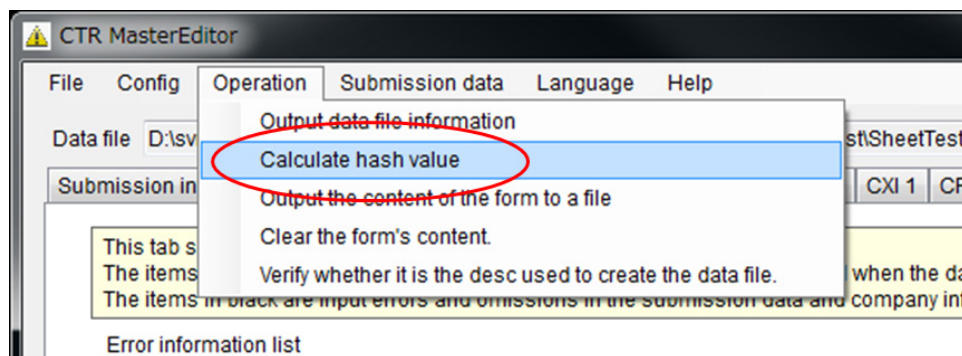 CTR MasterEditor
File Config Operation Submission data Language Help
Output data file information
Data file D:\sv st\SheetTest
Calculate hash value
Submission in CXI 1
Output the content of the form to a file
Clear the form's content.
This tab s
Verify whether it is the desc used to create the data file.
The items when the da
The items in black are input errors and omissions in the submission data and company in
Error information list